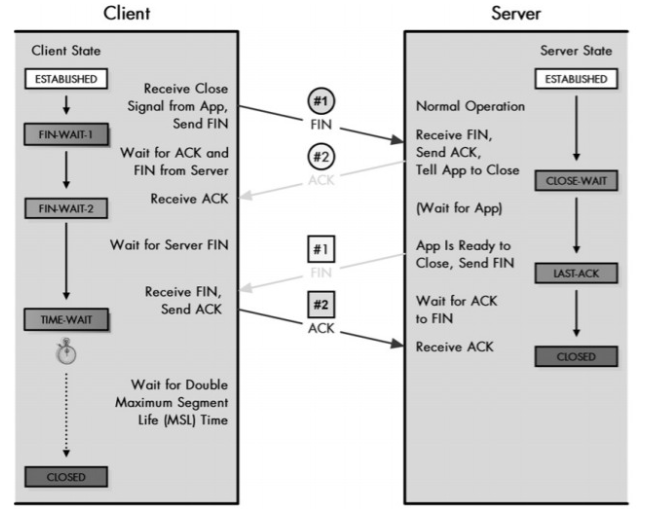 Client
Server
Client State
Server State
ESTABLISHED
ESTABLISHED
Receive Close
Signal from App,
Send FIN
#1
FIN
Normal Operation
FIN-WAIT-1
Receive FIN,
Send ACK,
Tell App to Close
Wait for ACK and
FIN from Server
#2
ACK
CLOSE-WAIT
Receive ACK
FIN-WAIT-2
(Wait for App)
Wait for Server FIN
#1
FIN
App Is Ready to
Close, Send FIN
LAST-ACK
Receive FIN,
Send ACK
#2
ACK
Wait for ACK
to FIN
TIME-WAIT
Receive ACK
CLOSED
Wait for Double
Maximum Segment
Life (MSL) Time
CLOSED